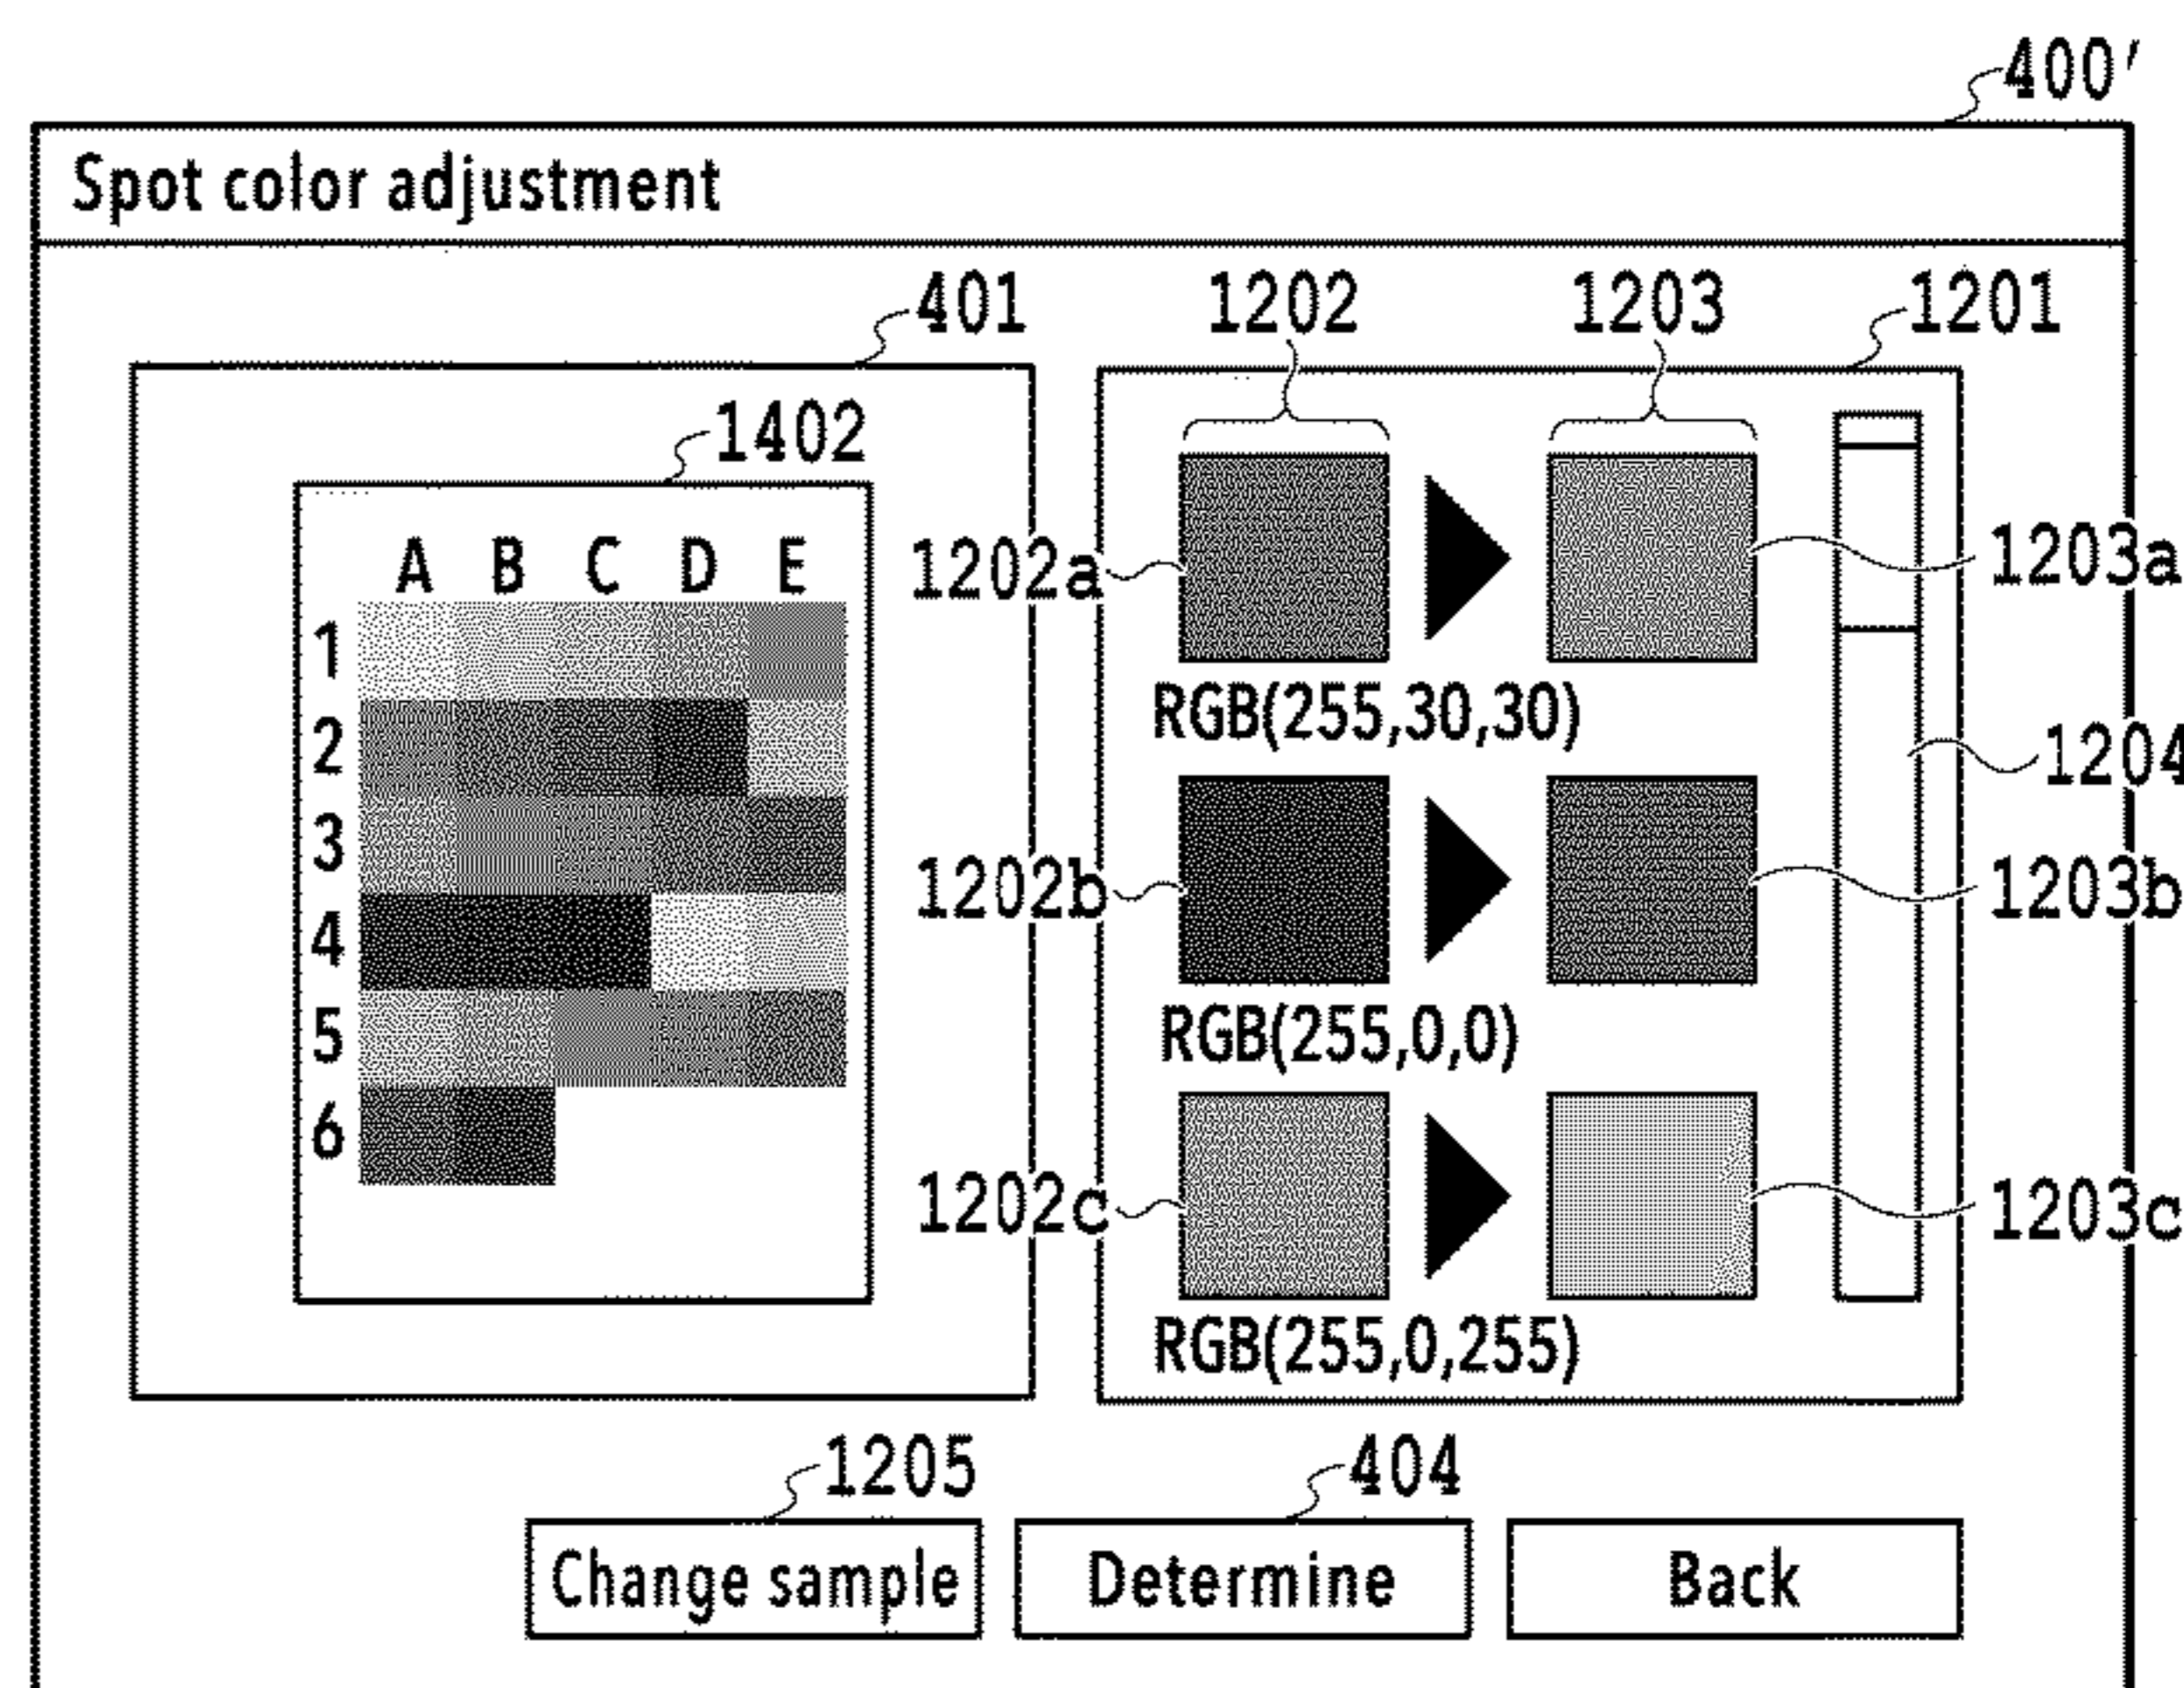 400′
Spot color adjustment
401
1202
1203
1201
1402
A B C D E
1
2
3
4
5
6
1202a
1203a
RGB(255,30,30)
1204
1202b
1203b
RGB(255,0,0)
1202c
1203c
RGB(255,0,255)
1205
404
Change sample
Determine
Back